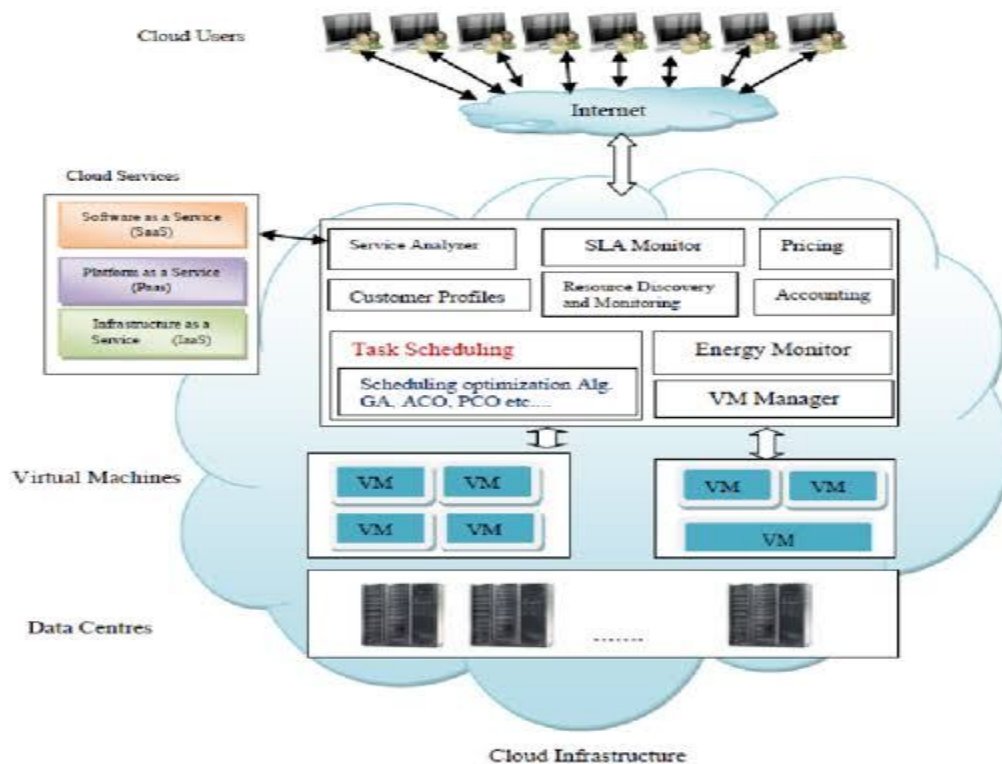 Cloud Users
Internet
Cloud Services
Software as a Service
(SaaS)
Platform as a Service
(Paas)
Infrastructure as a
Service (IaaS)
Service Analyzer
SLA Monitor
Pricing
Customer Profiles
Resource Discovery
and Monitoring
Accounting
Task Scheduling
Scheduling optimization Alg.
GA, ACO, PCO etc....
Energy Monitor
VM Manager
Virtual Machines
VM VM
VM VM
VM VM
VM
Data Centres
.......
Cloud Infrastructure